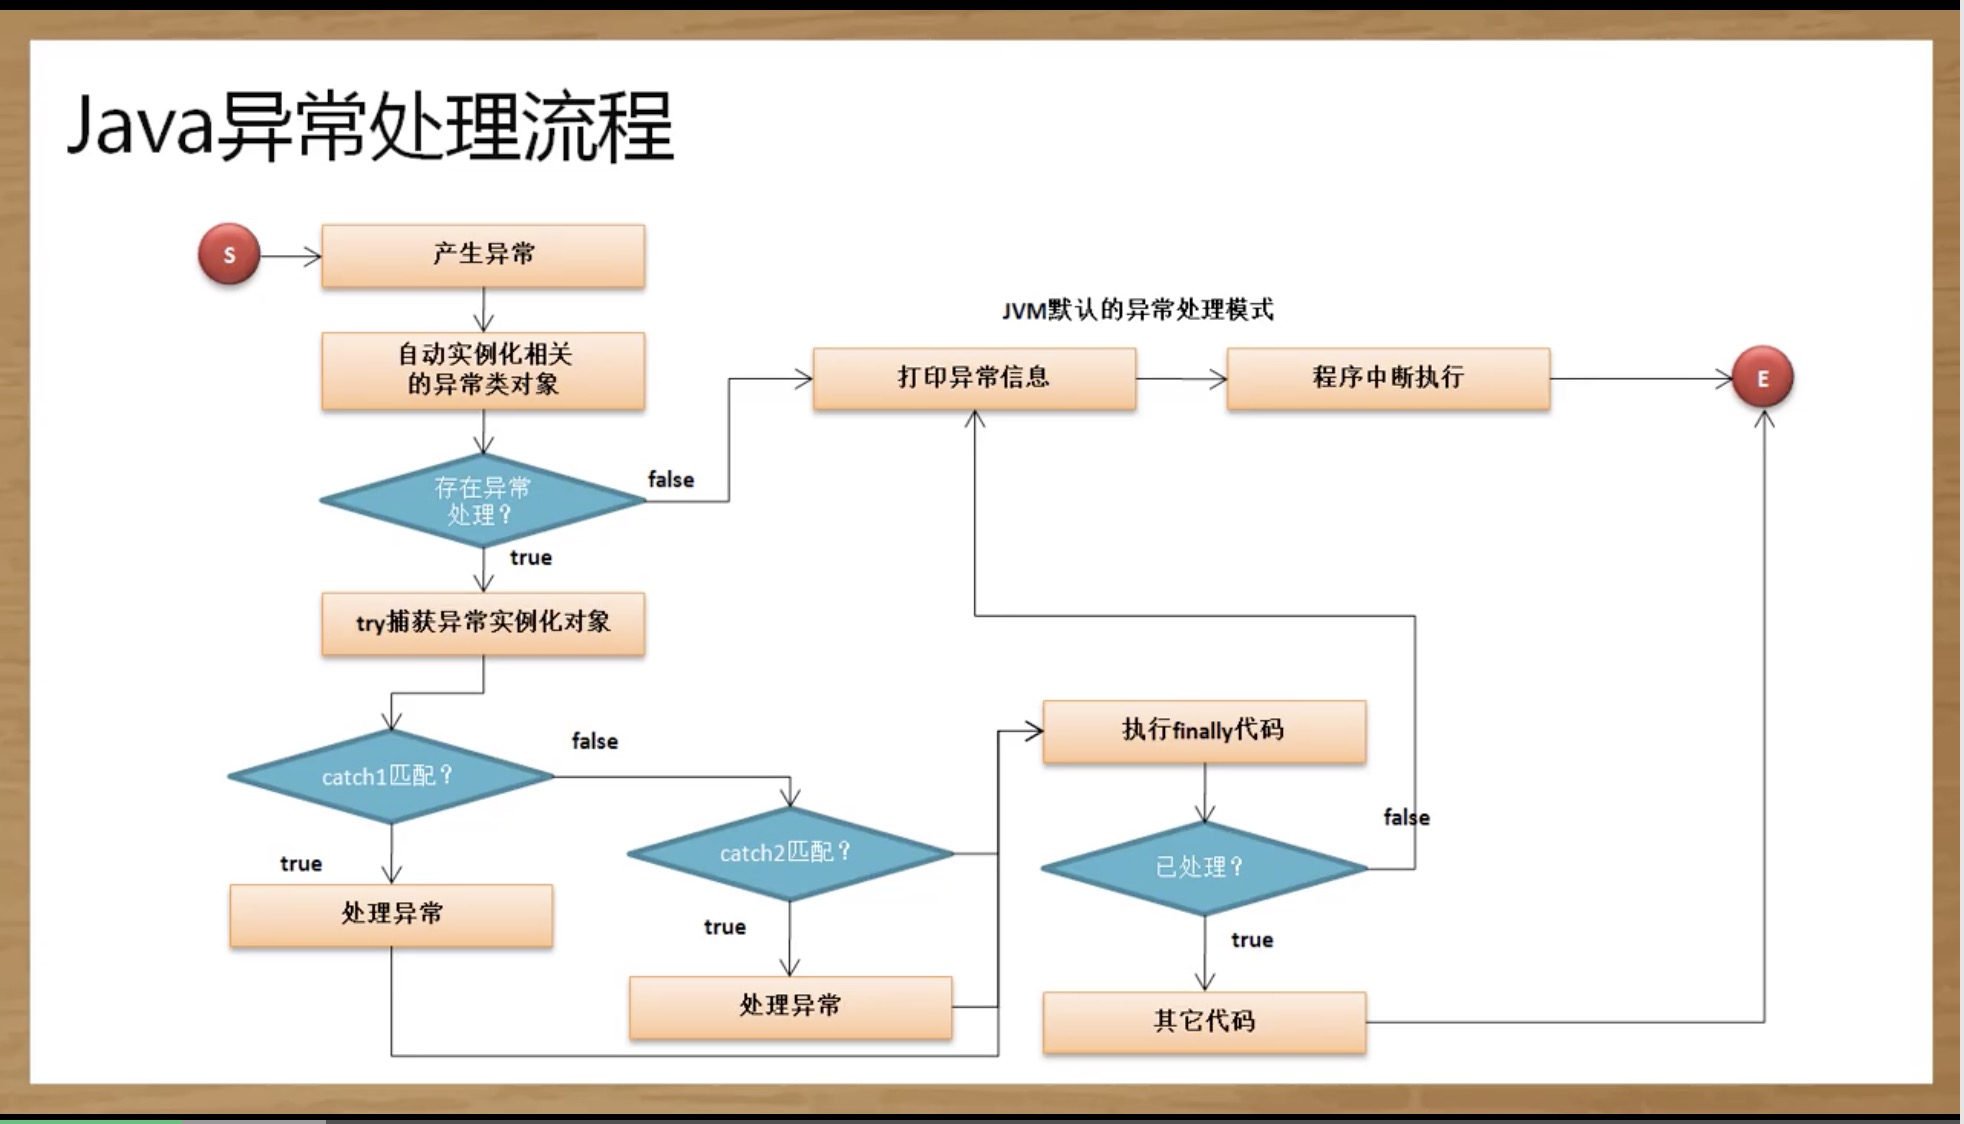 Java异常处理流程
S
产生异常
JVM默认的异常处理模式
自动实例化相关
的异常类对象
打印异常信息
程序中断执行
E
存在异常
处理？
false
true
try捕获异常实例化对象
执行finally代码
false
catch1匹配？
false
catch2匹配？
已处理？
true
处理异常
true
true
处理异常
其它代码